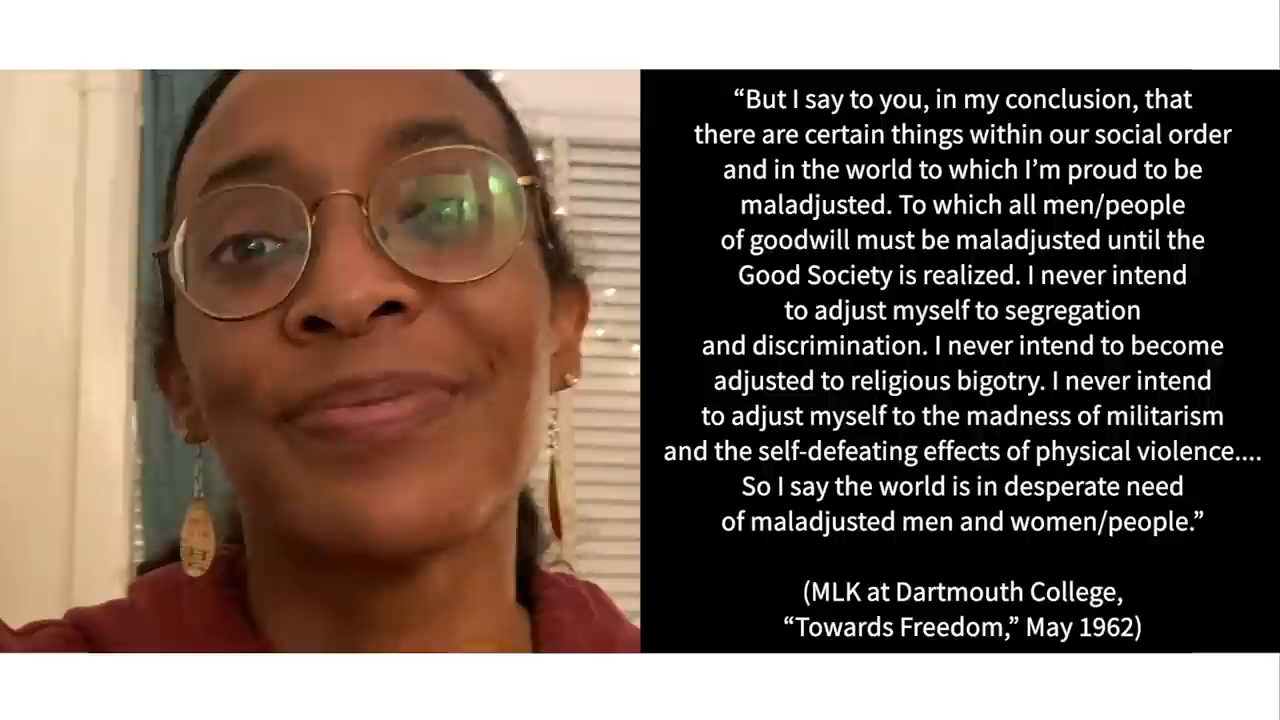 “But I say to you, in my conclusion, that
there are certain things within our social order
and in the world to which I’m proud to be
maladjusted. To which all men/people
of goodwill must be maladjusted until the
Good Society is realized. I never intend
to adjust myself to segregation
and discrimination. I never intend to become
adjusted to religious bigotry. I never intend
to adjust myself to the madness of militarism
and the self-defeating effects of physical violence....
So I say the world is in desperate need
of maladjusted men and women/people.”
(MLK at Dartmouth College,
“Towards Freedom,” May 1962)